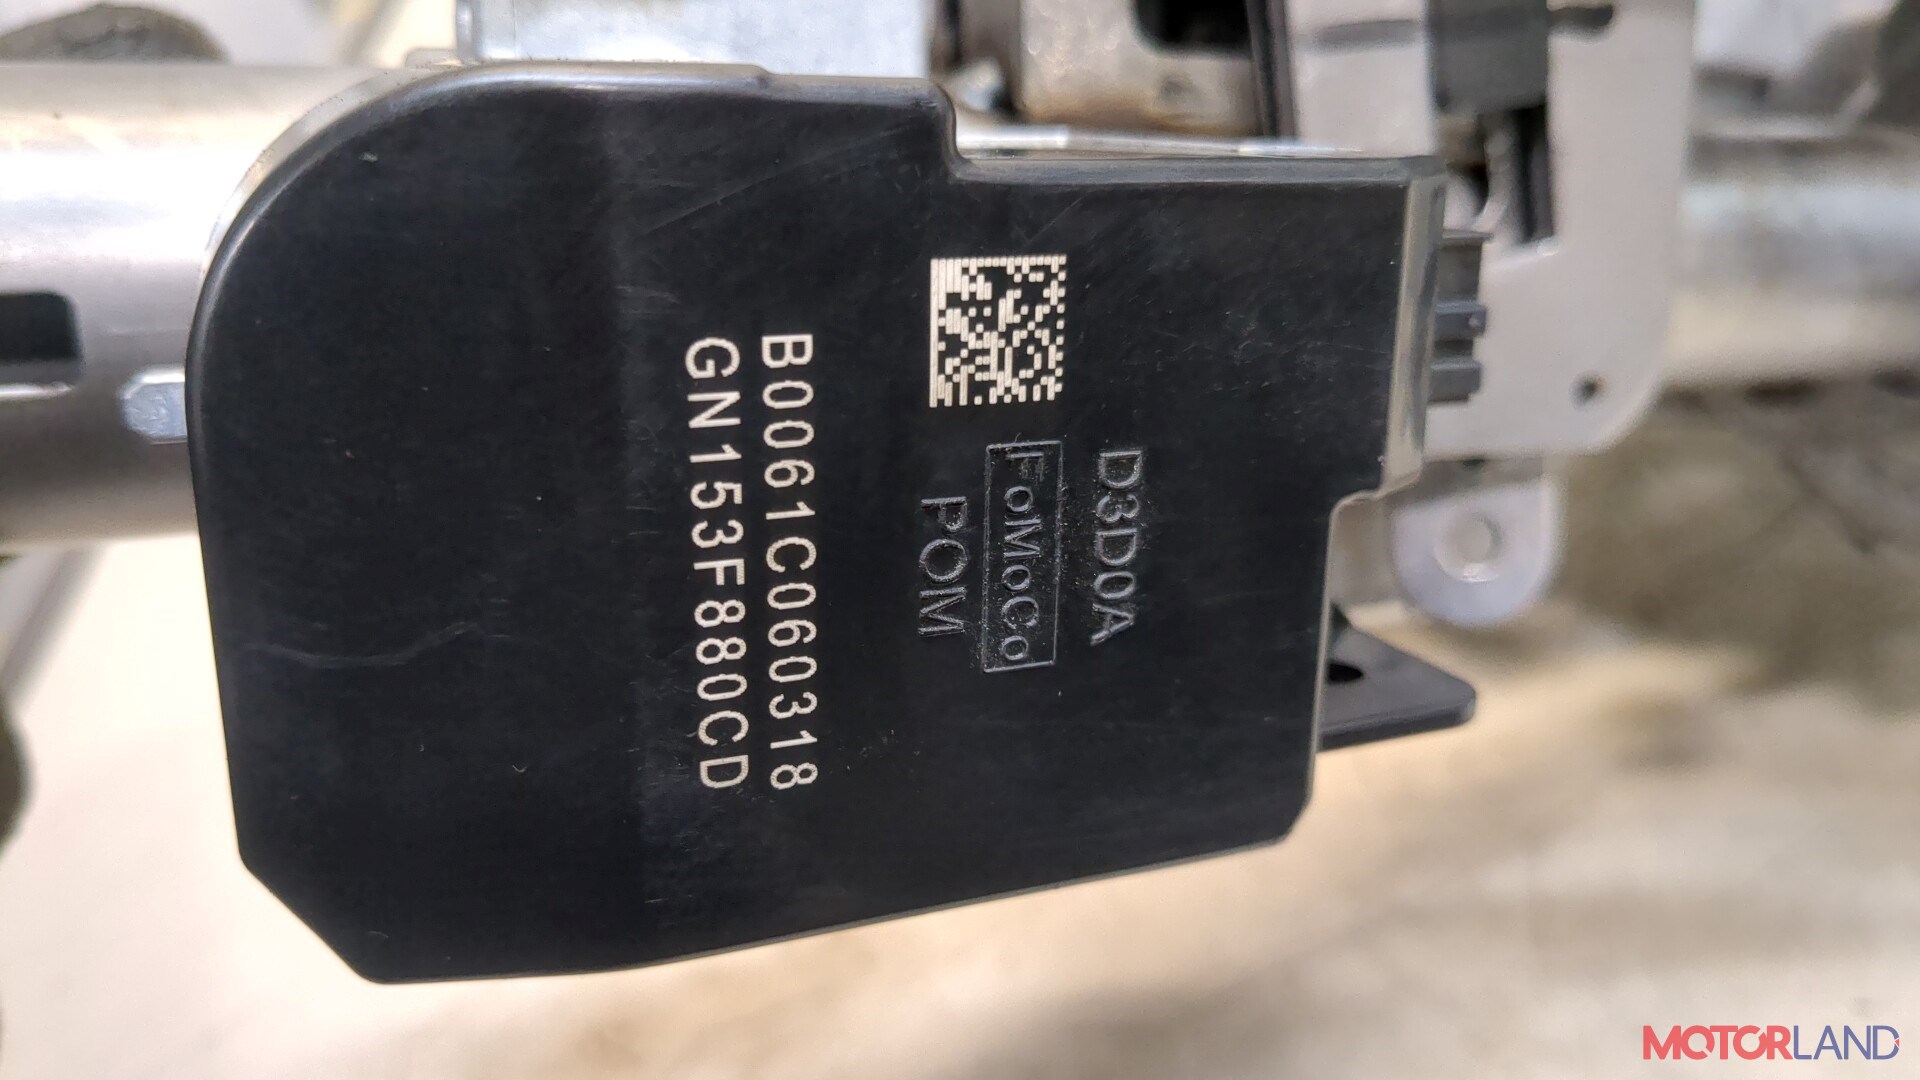 D3D0A
FoMoCo
POM
B0061C060318
GN153F880CD
MOTORLAND